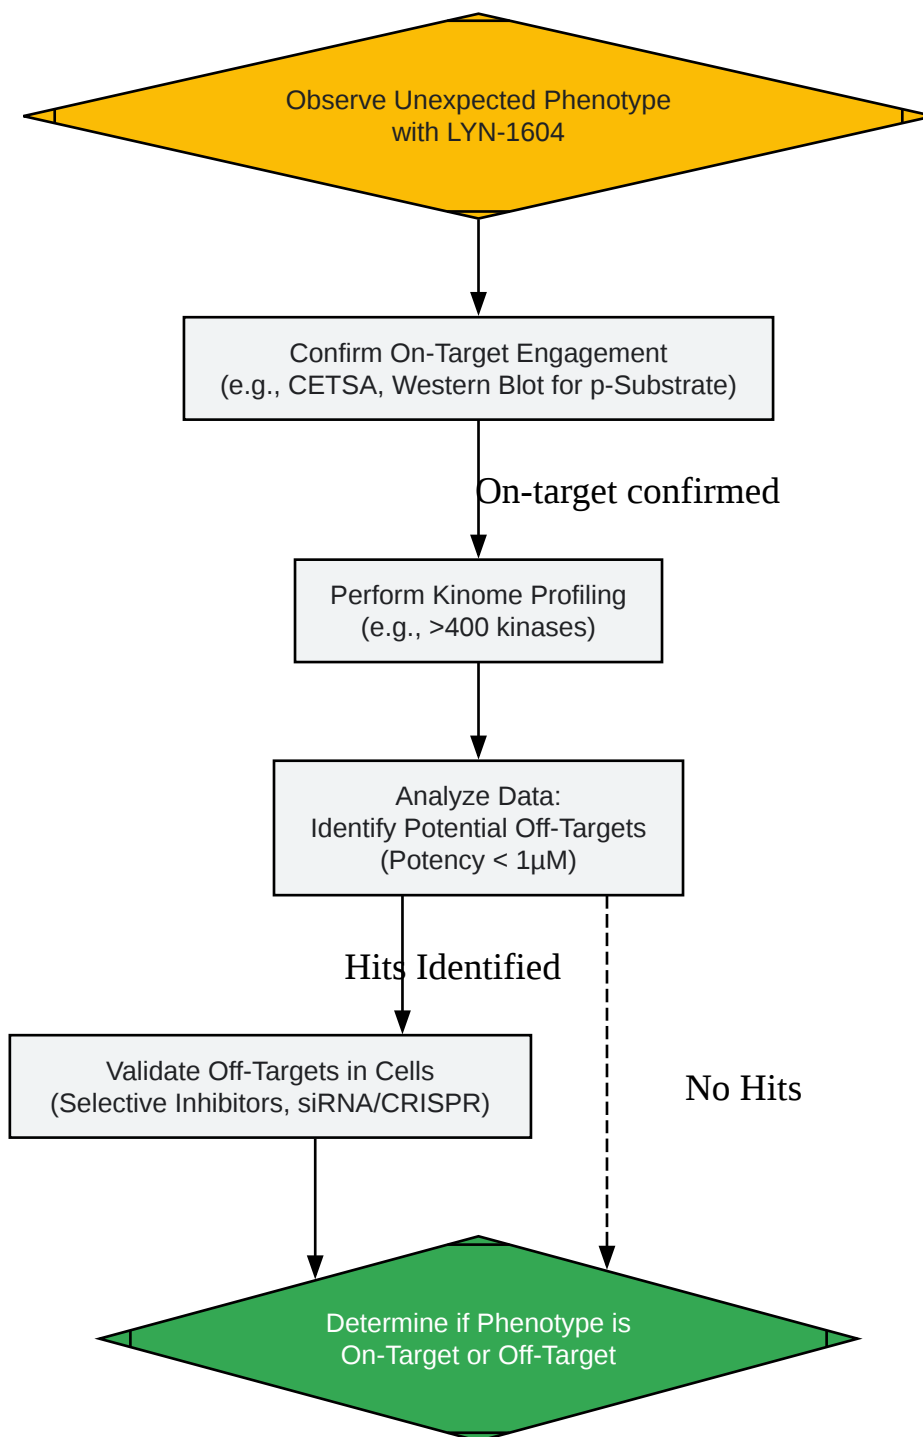 Observe Unexpected Phenotype
with LYN-1604
Confirm On-Target Engagement
(e.g., CETSA, Western Blot for p-Substrate)
On-target confirmed
Perform Kinome Profiling
(e.g., >400 kinases)
Analyze Data:
Identify Potential Off-Targets
(Potency < 1µM)
Hits Identified
Validate Off-Targets in Cells
(Selective Inhibitors, siRNA/CRISPR)
No Hits
Determine if Phenotype is
On-Target or Off-Target